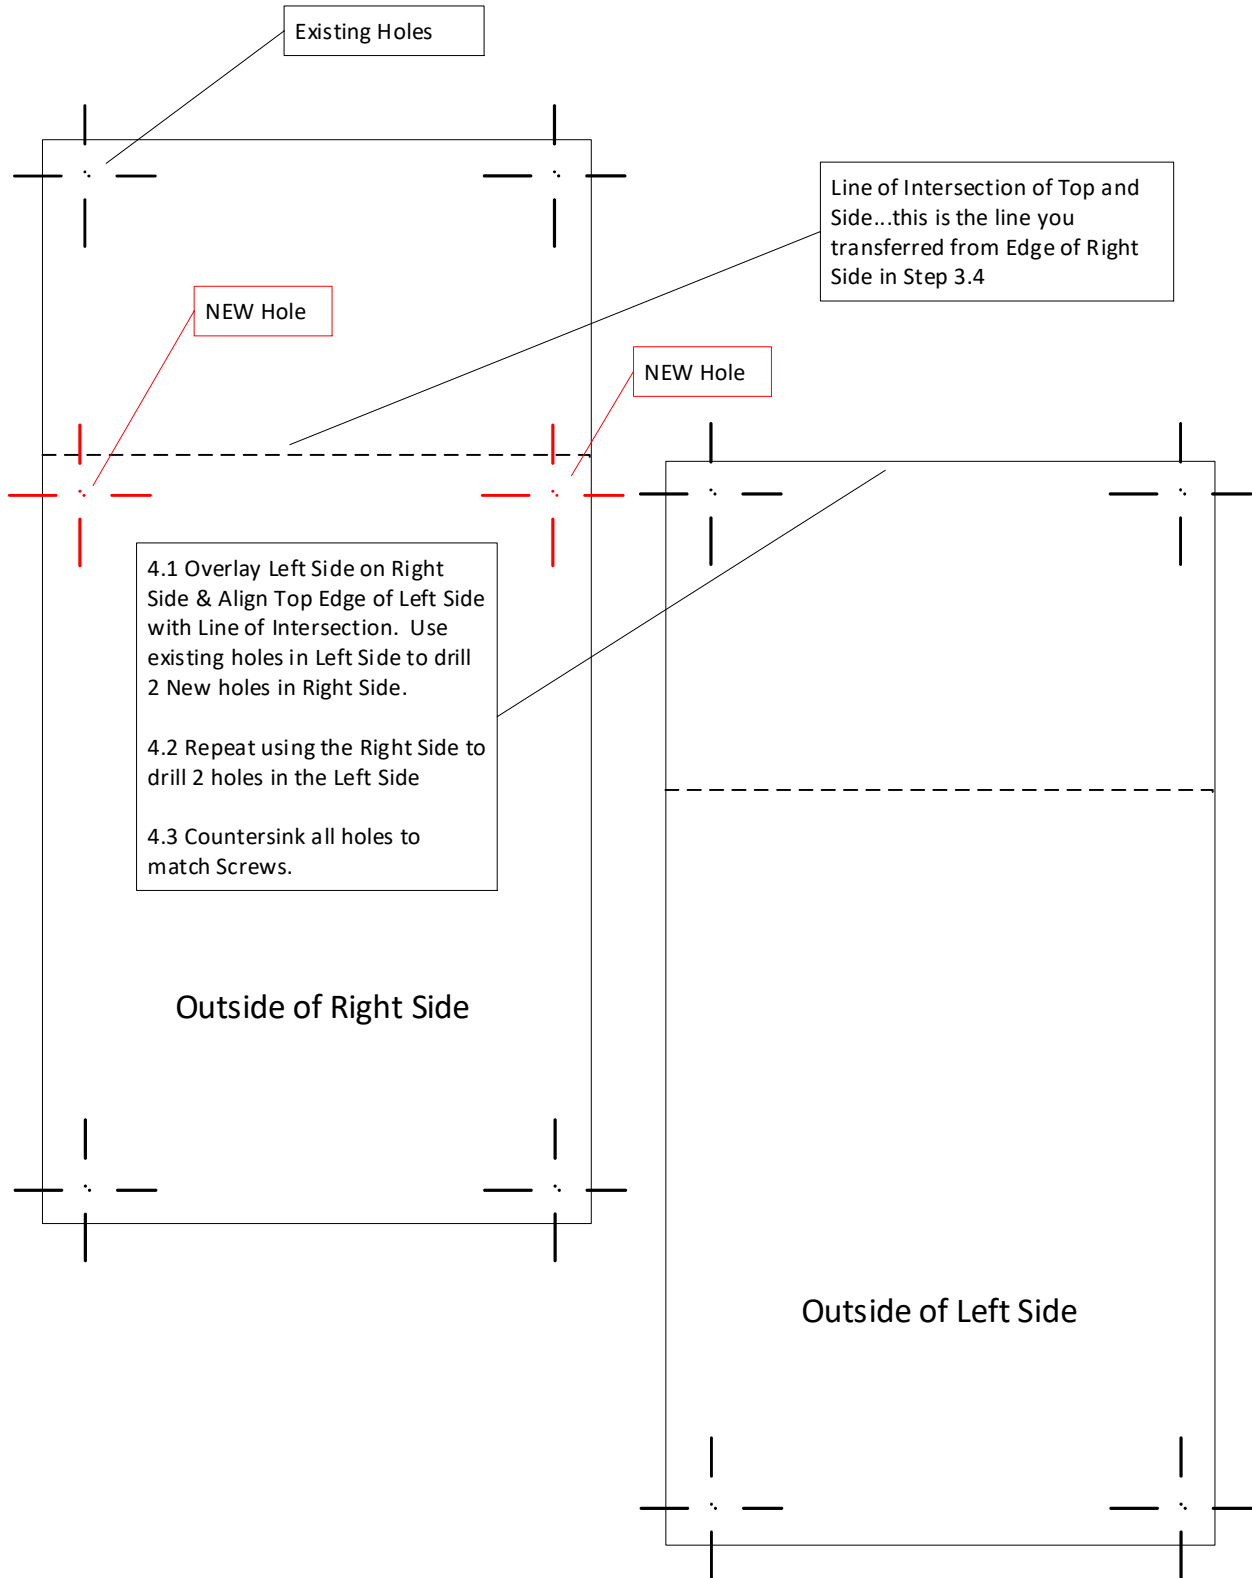 Existing Holes
Line of Intersection of Top and
Side...this is the line you
transferred from Edge of Right
Side in Step 3.4
NEW Hole
NEW Hole
4.1 Overlay Left Side on Right
Side & Align Top Edge of Left Side
with Line of Intersection.  Use
existing holes in Left Side to drill
2 New holes in Right Side.
4.2 Repeat using the Right Side to
drill 2 holes in the Left Side
4.3 Countersink all holes to
match Screws.
Outside of Right Side
Outside of Left Side